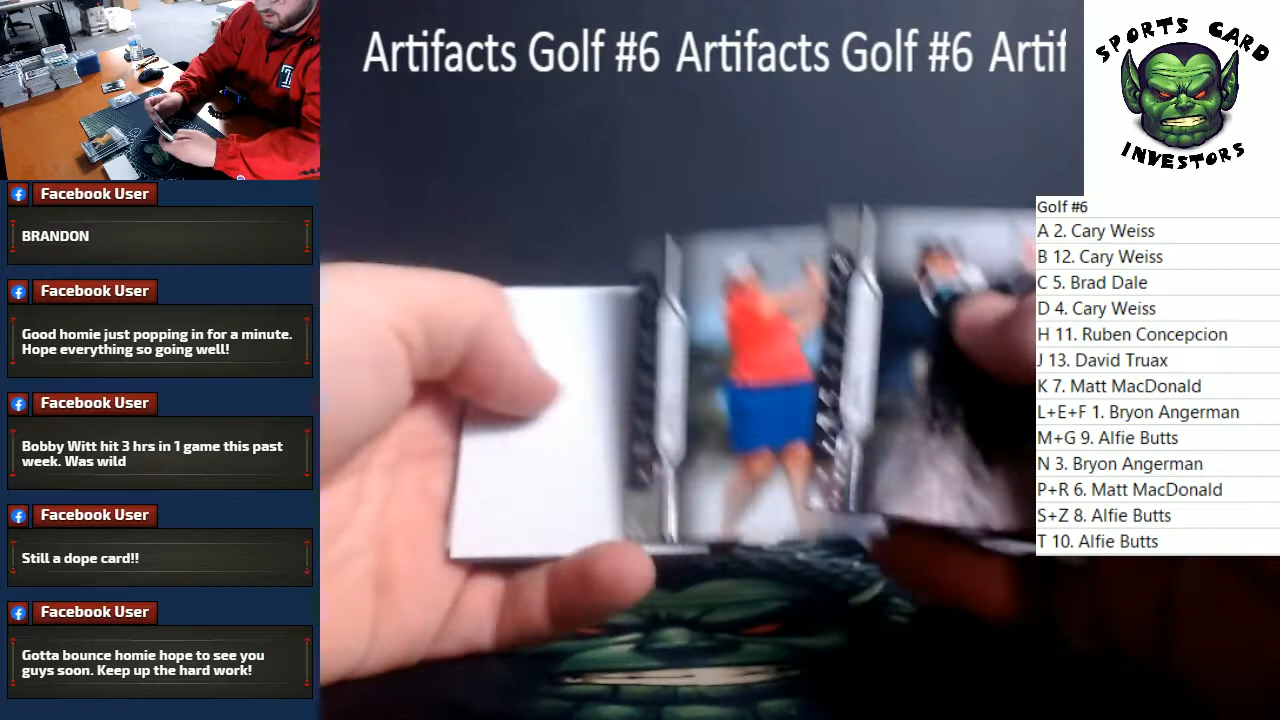 Artifacts Golf #6 Artifacts Golf #6 Artif
SPORTS CARD
INVESTORS
Facebook User
BRANDON
Facebook User
Good homie just popping in for a minute.
Hope everything so going well!
Facebook User
Bobby Witt hit 3 hrs in 1 game this past
week. Was wild
Facebook User
Still a dope card!!
Facebook User
Gotta bounce homie hope to see you
guys soon. Keep up the hard work!
Golf #6
A 2. Cary Weiss
B 12. Cary Weiss
C 5. Brad Dale
D 4. Cary Weiss
H 11. Ruben Concepcion
J 13. David Truax
K 7. Matt MacDonald
L+E+F 1. Bryon Angerman
M+G 9. Alfie Butts
N 3. Bryon Angerman
P+R 6. Matt MacDonald
S+Z 8. Alfie Butts
T 10. Alfie Butts